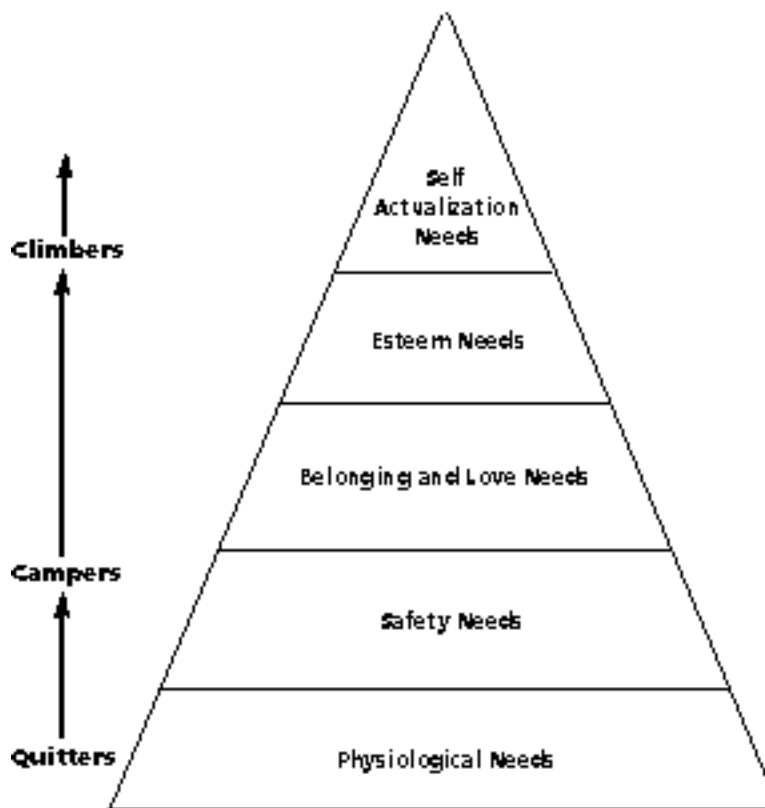 Self
Actualization
Needs
Climbers
Esteem Needs
Belonging and Love Needs
Campers
Safety Needs
Quitters
Physiological Needs